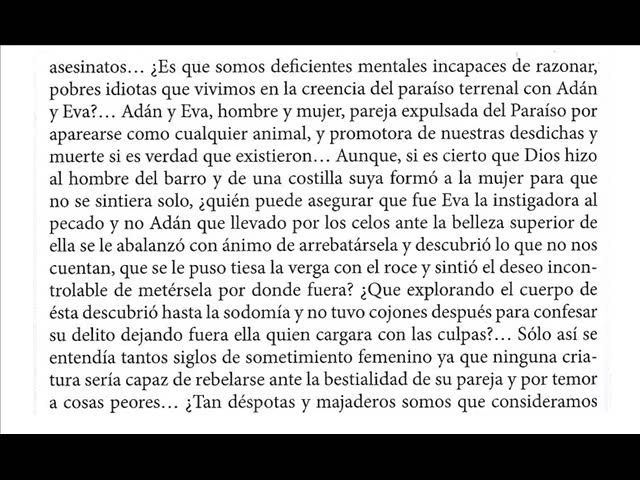 asesinatos… ¿Es que somos deficientes mentales incapaces de razonar,
pobres idiotas que vivimos en la creencia del paraíso terrenal con Adán
y Eva?… Adán y Eva, hombre y mujer, pareja expulsada del Paraíso por
aparearse como cualquier animal, y promotora de nuestras desdichas y
muerte si es verdad que existieron… Aunque, si es cierto que Dios hizo
al hombre del barro y de una costilla suya formó a la mujer para que
no se sintiera solo, ¿quién puede asegurar que fue Eva la instigadora al
pecado y no Adán que llevado por los celos ante la belleza superior de
ella se le abalanzó con ánimo de arrebatársela y descubrió lo que no nos
cuentan, que se le puso tiesa la verga con el roce y sintió el deseo incon-
trolable de metérsela por donde fuera? ¿Que explorando el cuerpo de
ésta descubrió hasta la sodomía y no tuvo cojones después para confesar
su delito dejando fuera ella quien cargara con las culpas?… Sólo así se
entendía tantos siglos de sometimiento femenino ya que ninguna cria-
tura sería capaz de rebelarse ante la bestialidad de su pareja y por temor
a cosas peores… ¿Tan déspotas y majaderos somos que consideramos